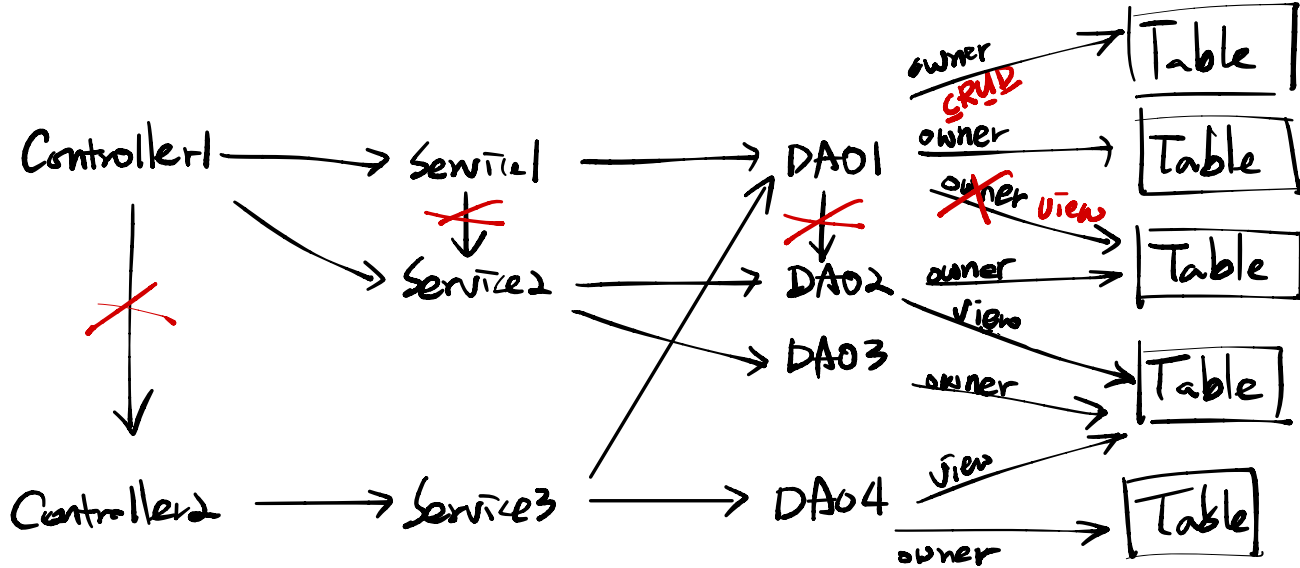 owner
CRUD
Table
Controller1
Service1
DAO1
owner
Table
owner
view
Service2
DAO2
owner
Table
view
DAO3
owner
Table
view
Controller2
Service3
DAO4
Table
owner